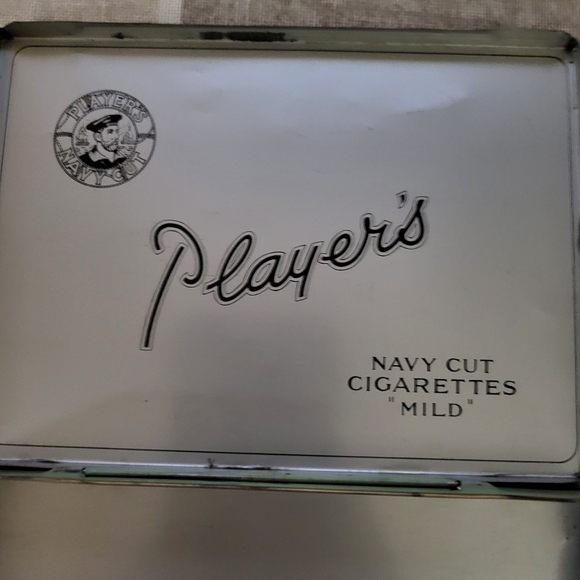 PLAYER'S
NAVY CUT
Player's
NAVY CUT
CIGARETTES
"MILD"